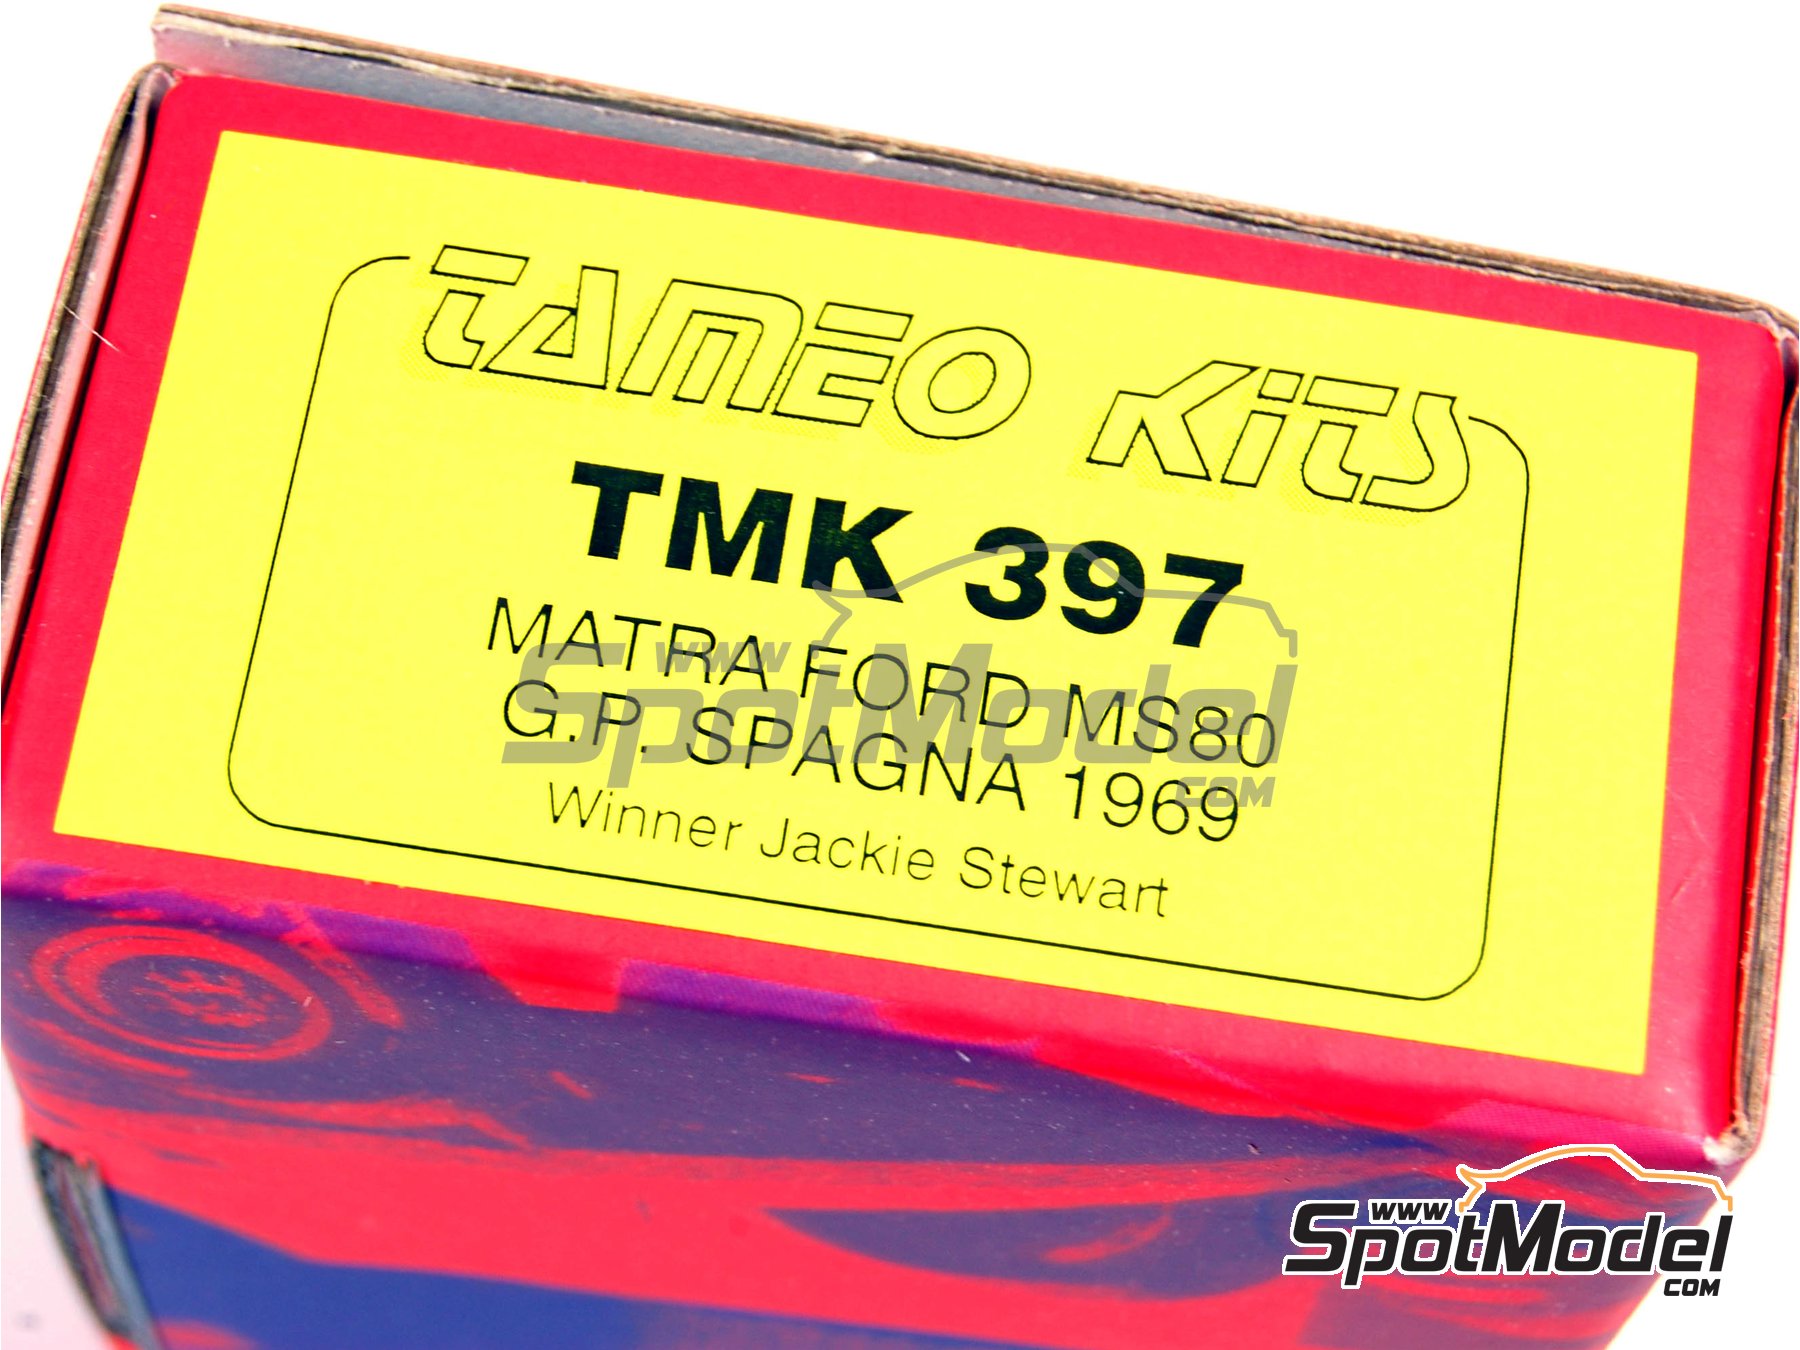 TAMEO KiTS
TMK 397
MATRA FORD MS80
G.P. SPAGNA 1969
Winner Jackie Stewart
www
SpotModel
.COM
www
SpotModel
.COM